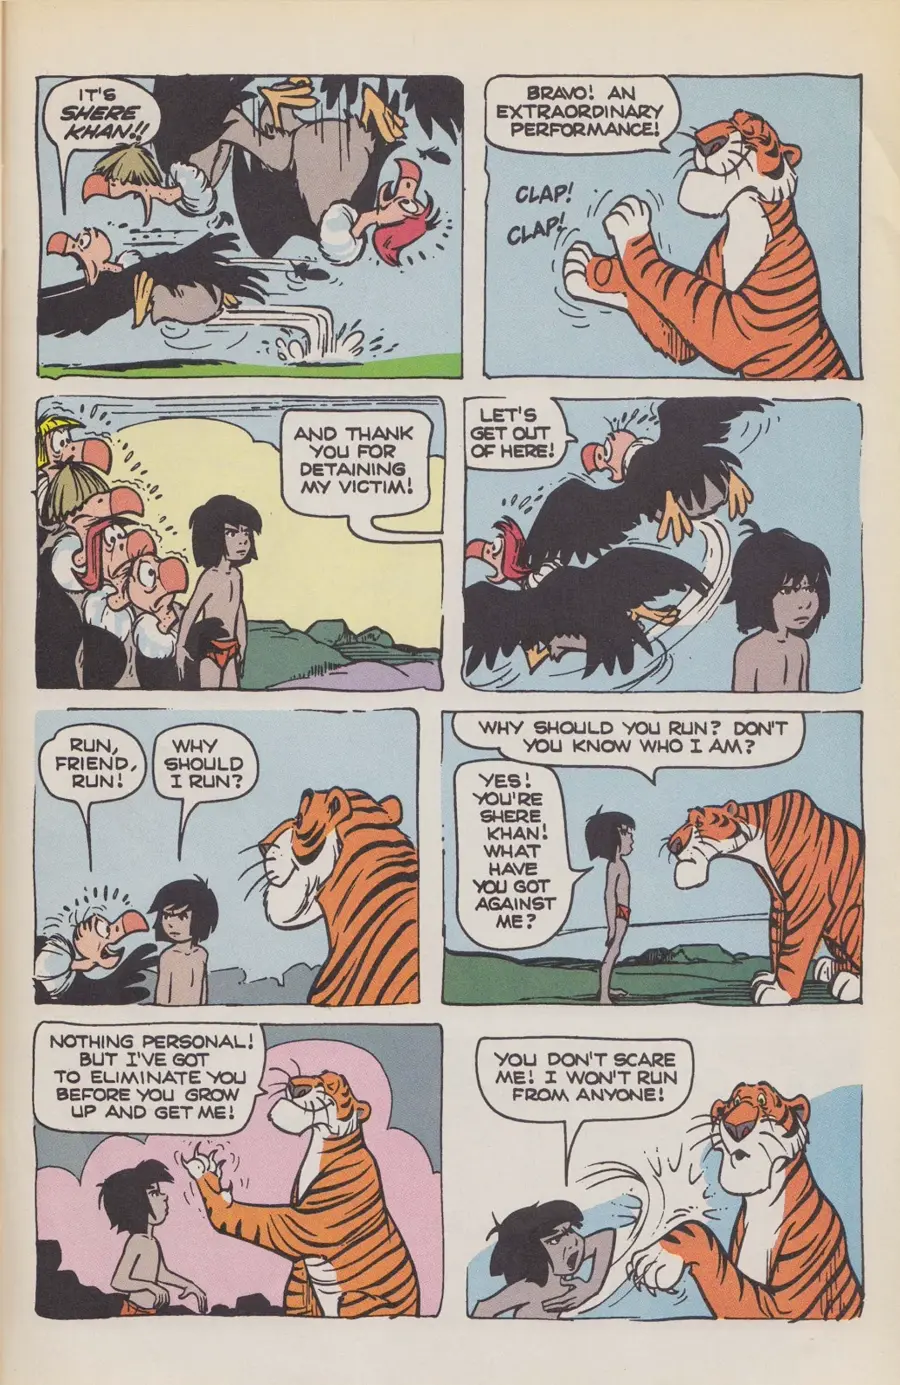 IT'S
SHERE
KHAN!!
BRAVO! AN
EXTRAORDINARY
PERFORMANCE!
CLAP!
CLAP!
AND THANK
YOU FOR
DETAINING
MY VICTIM!
LET'S
GET OUT
OF HERE!
RUN,
FRIEND,
RUN!
WHY
SHOULD
I RUN?
WHY SHOULD YOU RUN? DON'T
YOU KNOW WHO I AM?
YES!
YOU'RE
SHERE
KHAN!
WHAT
HAVE
YOU GOT
AGAINST
ME?
NOTHING PERSONAL!
BUT I'VE GOT
TO ELIMINATE YOU
BEFORE YOU GROW
UP AND GET ME!
YOU DON'T SCARE
ME! I WON'T RUN
FROM ANYONE!